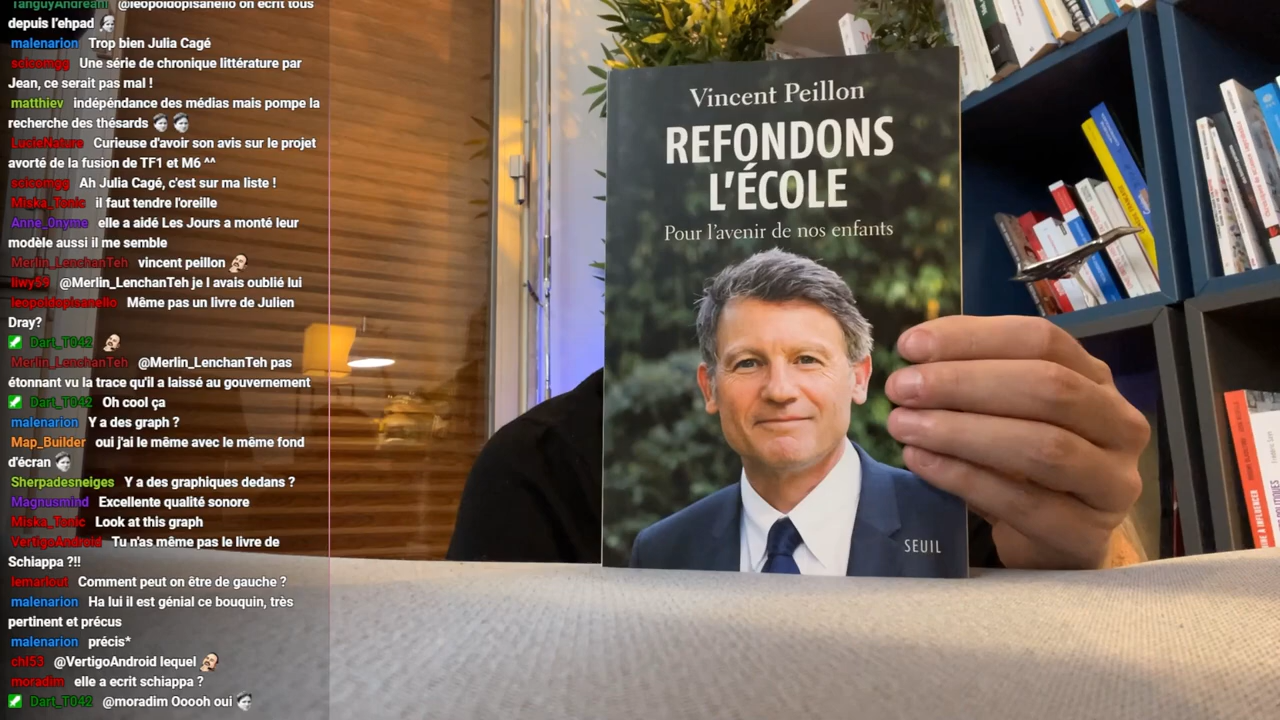 TanguyAndreani @leopoldopisanello on écrit tous
depuis l'ehpad
malenarion Trop bien Julia Cagé
scicomgg Une série de chronique littérature par
Jean, ce serait pas mal !
matthiev indépéndance des médias mais pompe la
recherche des thésards
LucieNature Curieuse d'avoir son avis sur le projet
avorté de la fusion de TF1 et M6 ^^
scicomgg Ah Julia Cagé, c'est sur ma liste !
Miska_Tonic il faut tendre l'oreille
Anne_0nyme elle a aidé Les Jours a monté leur
modèle aussi il me semble
Merlin_LenchanTeh vincent peillon
llwy59 @Merlin_LenchanTeh je l avais oublié lui
leopoldopisanello Même pas un livre de Julien
Dray?
Dart_T042
Merlin_LenchanTeh @Merlin_LenchanTeh pas
étonnant vu la trace qu'il a laissé au gouvernement
Dart_T042 Oh cool ça
malenarion Y a des graph ?
Map_Builder oui j'ai le même avec le même fond
d'écran
Sherpadesneiges Y a des graphiques dedans ?
Magnusmind Excellente qualité sonore
Miska_Tonic Look at this graph
VertigoAndroid Tu n'as même pas le livre de
Schiappa ?!!
lemarlout Comment peut on être de gauche ?
malenarion Ha lui il est génial ce bouquin, très
pertinent et précus
malenarion précis*
chl53 @VertigoAndroid lequel
moradim elle a ecrit schiappa ?
Dart_T042 @moradim Ooooh oui
Vincent Peillon
REFONDONS
L'ÉCOLE
Pour l'avenir de nos enfants
SEUIL